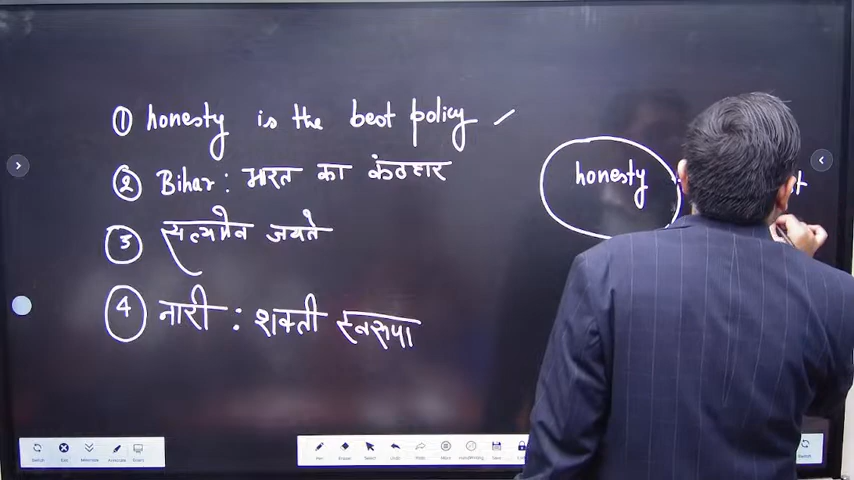 ① honesty is the best policy ✓
② Bihar : भारत का कंठहार
③ सत्यमेव जयते
④ नारी : शक्ती स्वरूपा
honesty